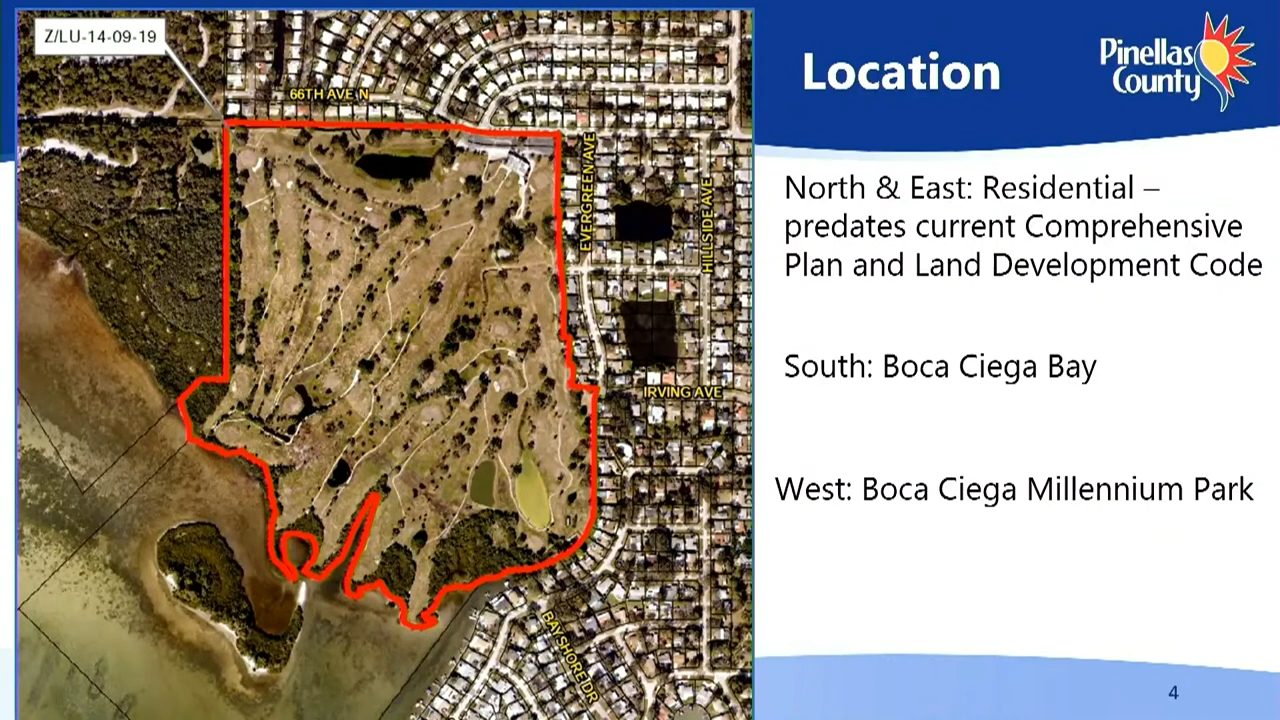 Z/LU-14-09-19
66TH AVE N
EVERGREEN AVE
HILLSIDE AVE
IRVING AVE
BAYSHORE DR
Location
Pinellas
County
North & East: Residential –
predates current Comprehensive
Plan and Land Development Code
South: Boca Ciega Bay
West: Boca Ciega Millennium Park
4